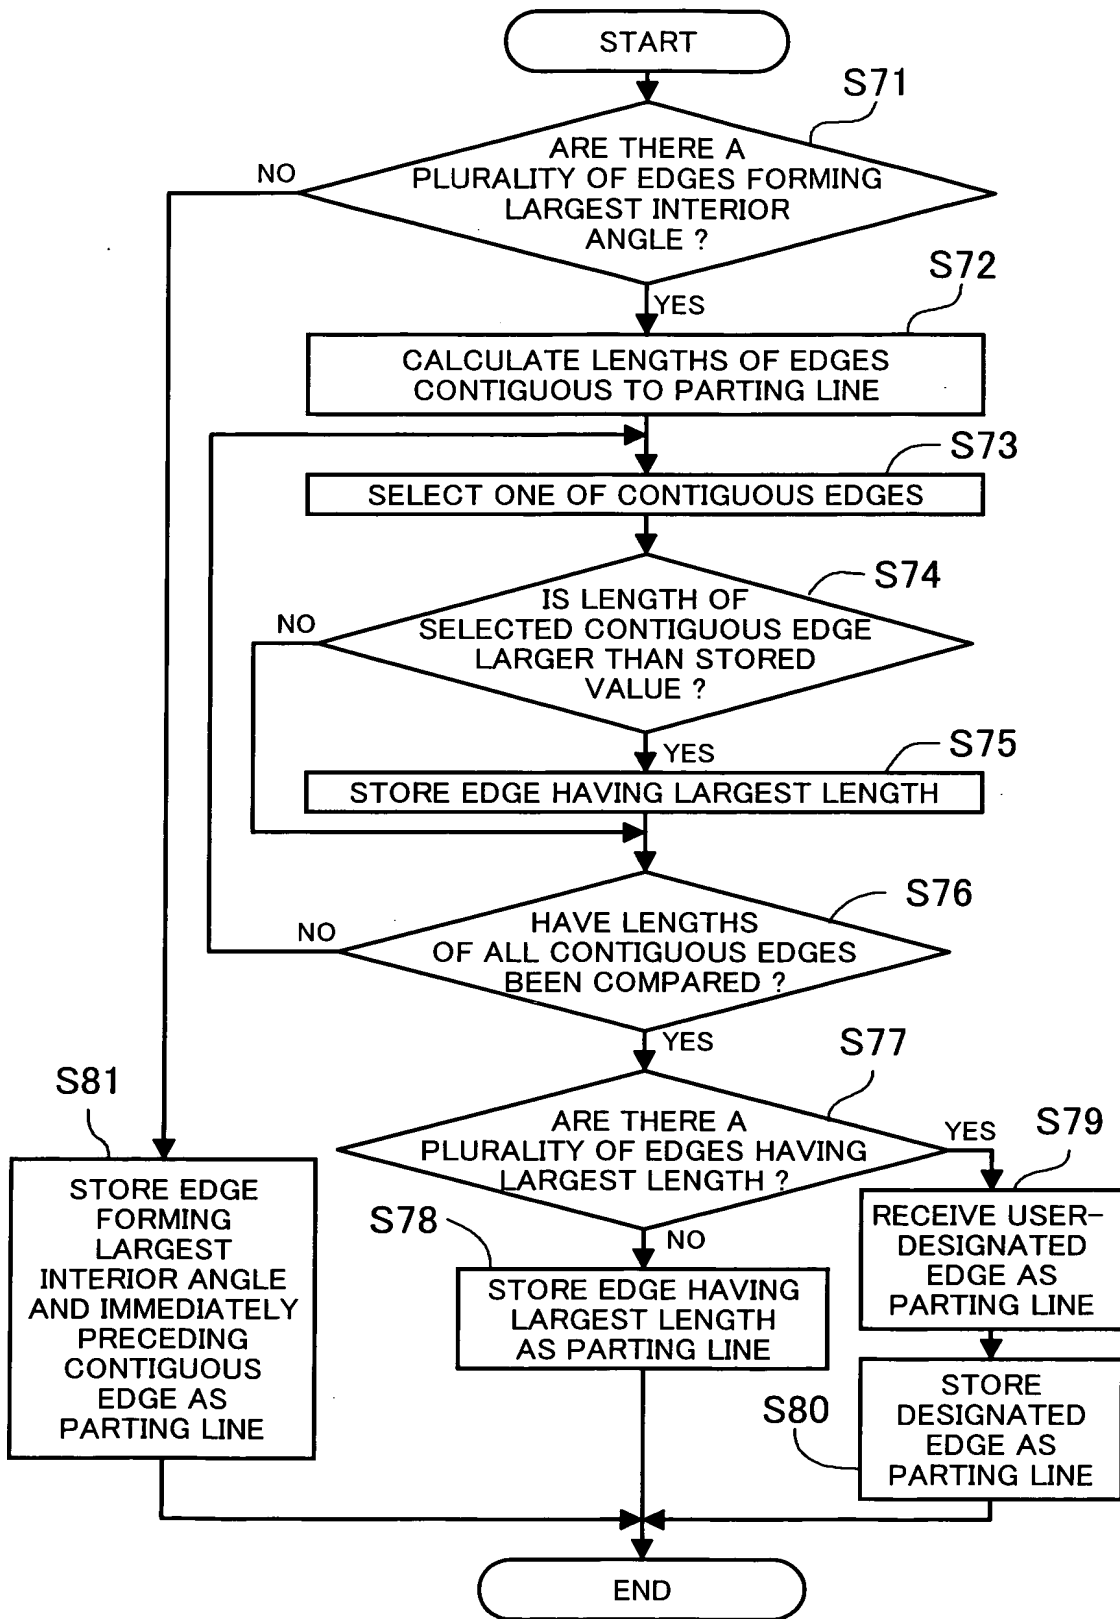 START
S71
ARE THERE A
PLURALITY OF EDGES FORMING
LARGEST INTERIOR
ANGLE ?
NO
YES
S72
CALCULATE LENGTHS OF EDGES
CONTIGUOUS TO PARTING LINE
S73
SELECT ONE OF CONTIGUOUS EDGES
S74
IS LENGTH OF
SELECTED CONTIGUOUS EDGE
LARGER THAN STORED
VALUE ?
NO
YES
S75
STORE EDGE HAVING LARGEST LENGTH
S76
HAVE LENGTHS
OF ALL CONTIGUOUS EDGES
BEEN COMPARED ?
NO
YES
S77
ARE THERE A
PLURALITY OF EDGES HAVING
LARGEST LENGTH ?
YES
NO
S81
STORE EDGE
FORMING
LARGEST
INTERIOR ANGLE
AND IMMEDIATELY
PRECEDING
CONTIGUOUS
EDGE AS
PARTING LINE
S78
STORE EDGE HAVING
LARGEST LENGTH
AS PARTING LINE
S79
RECEIVE USER-
DESIGNATED
EDGE AS
PARTING LINE
S80
STORE
DESIGNATED
EDGE AS
PARTING LINE
END